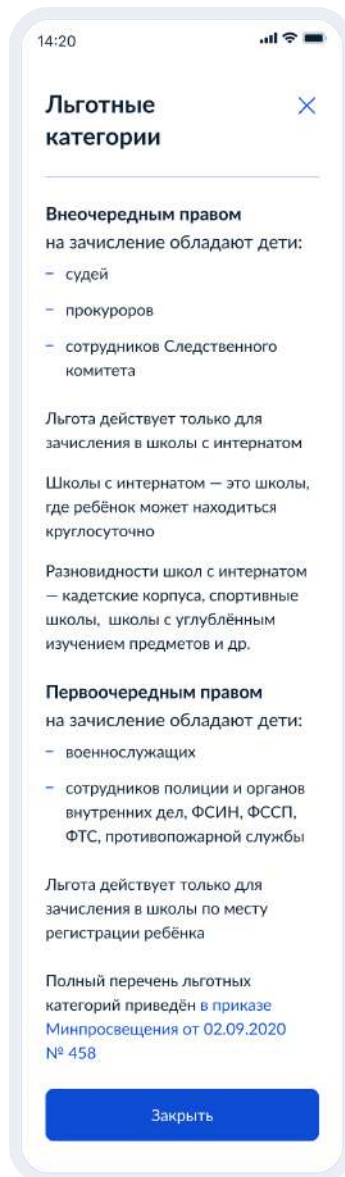 14:20
Льготные
категории
Внеочередным правом
на зачисление обладают дети:
– судей
– прокуроров
– сотрудников Следственного
комитета
Льгота действует только для
зачисления в школы с интернатом
Школы с интернатом — это школы,
где ребёнок может находиться
круглосуточно
Разновидности школ с интернатом
— кадетские корпуса, спортивные
школы, школы с углублённым
изучением предметов и др.
Первоочередным правом
на зачисление обладают дети:
– военнослужащих
– сотрудников полиции и органов
внутренних дел, ФСИН, ФССП,
ФТС, противопожарной службы
Льгота действует только для
зачисления в школы по месту
регистрации ребёнка
Полный перечень льготных
категорий приведён в приказе
Минпросвещения от 02.09.2020
№ 458
Закрыть